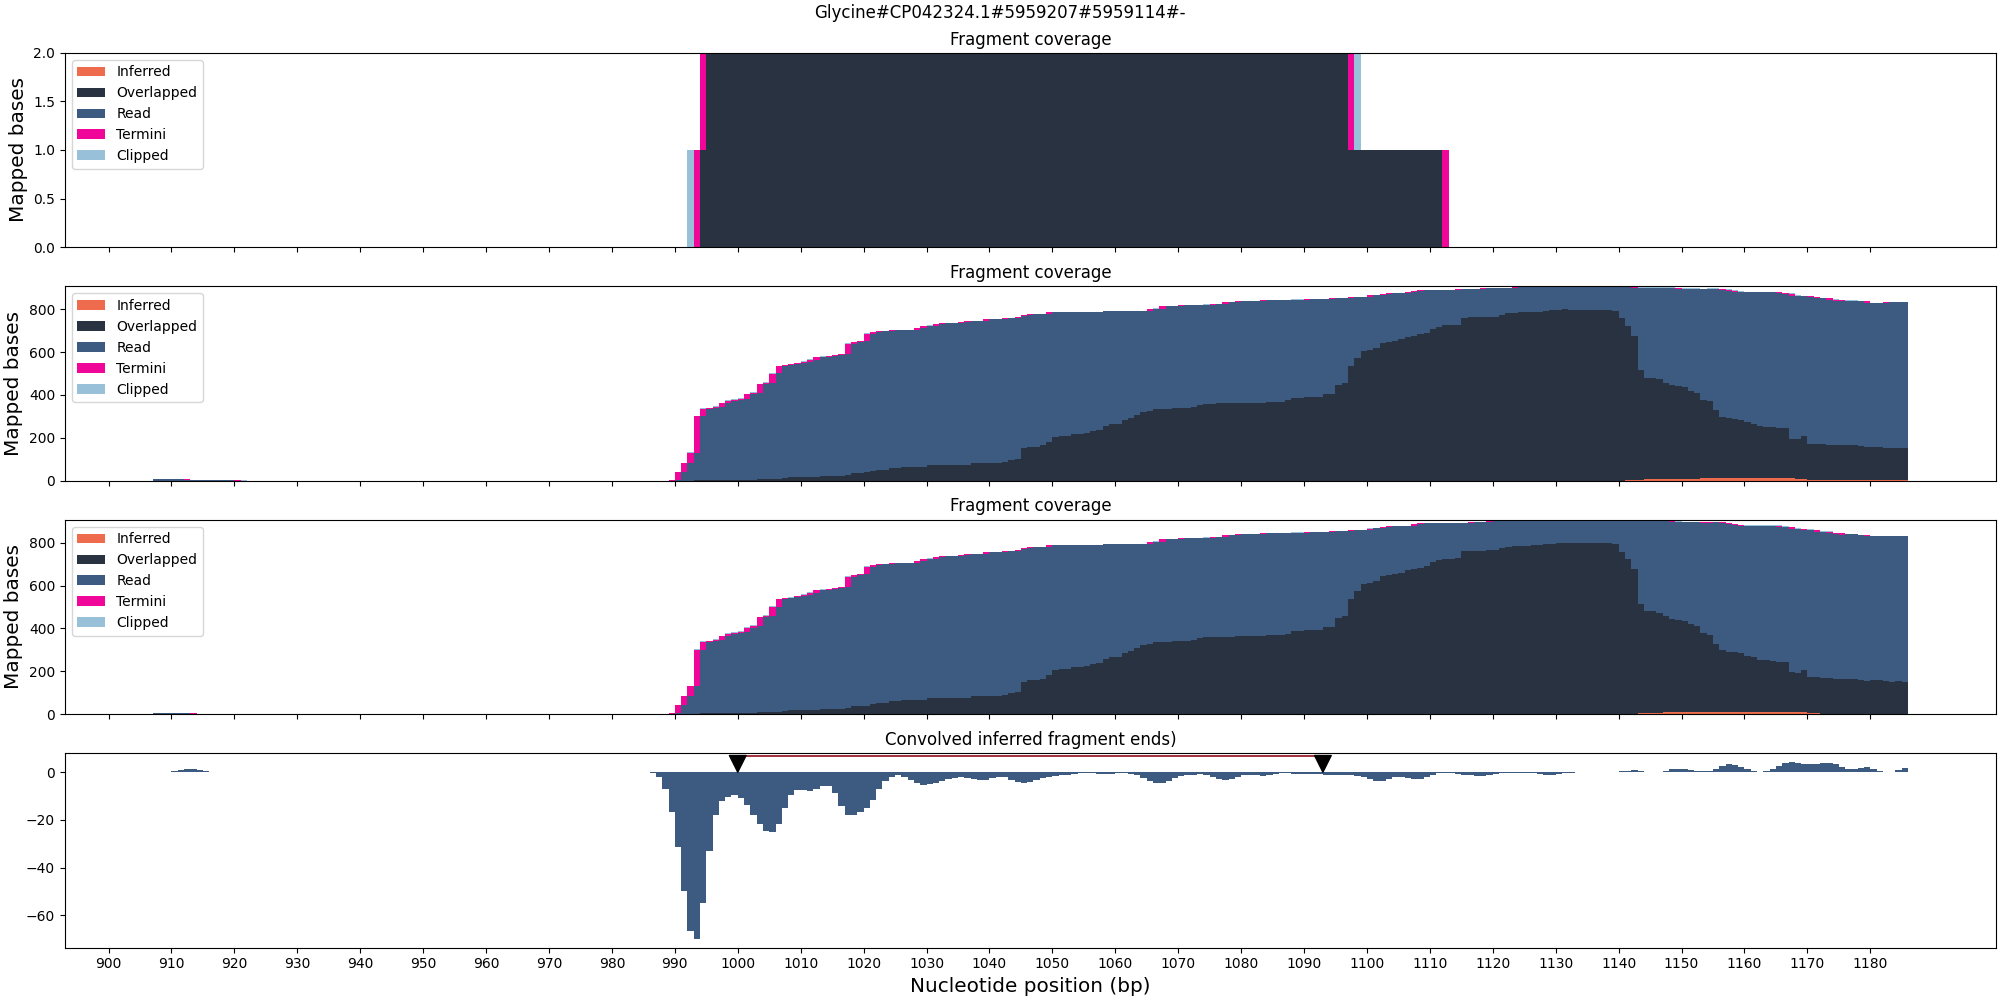 Glycine#CP042324.1#5959207#5959114#-
Fragment coverage
Mapped bases
2.0
1.5
1.0
0.5
0.0
Inferred
Overlapped
Read
Termini
Clipped
Fragment coverage
Mapped bases
800
600
400
200
0
Inferred
Overlapped
Read
Termini
Clipped
Fragment coverage
Mapped bases
800
600
400
200
0
Inferred
Overlapped
Read
Termini
Clipped
Convolved inferred fragment ends)
0
−20
−40
−60
900 910 920 930 940 950 960 970 980 990 1000 1010 1020 1030 1040 1050 1060 1070 1080 1090 1100 1110 1120 1130 1140 1150 1160 1170 1180
Nucleotide position (bp)